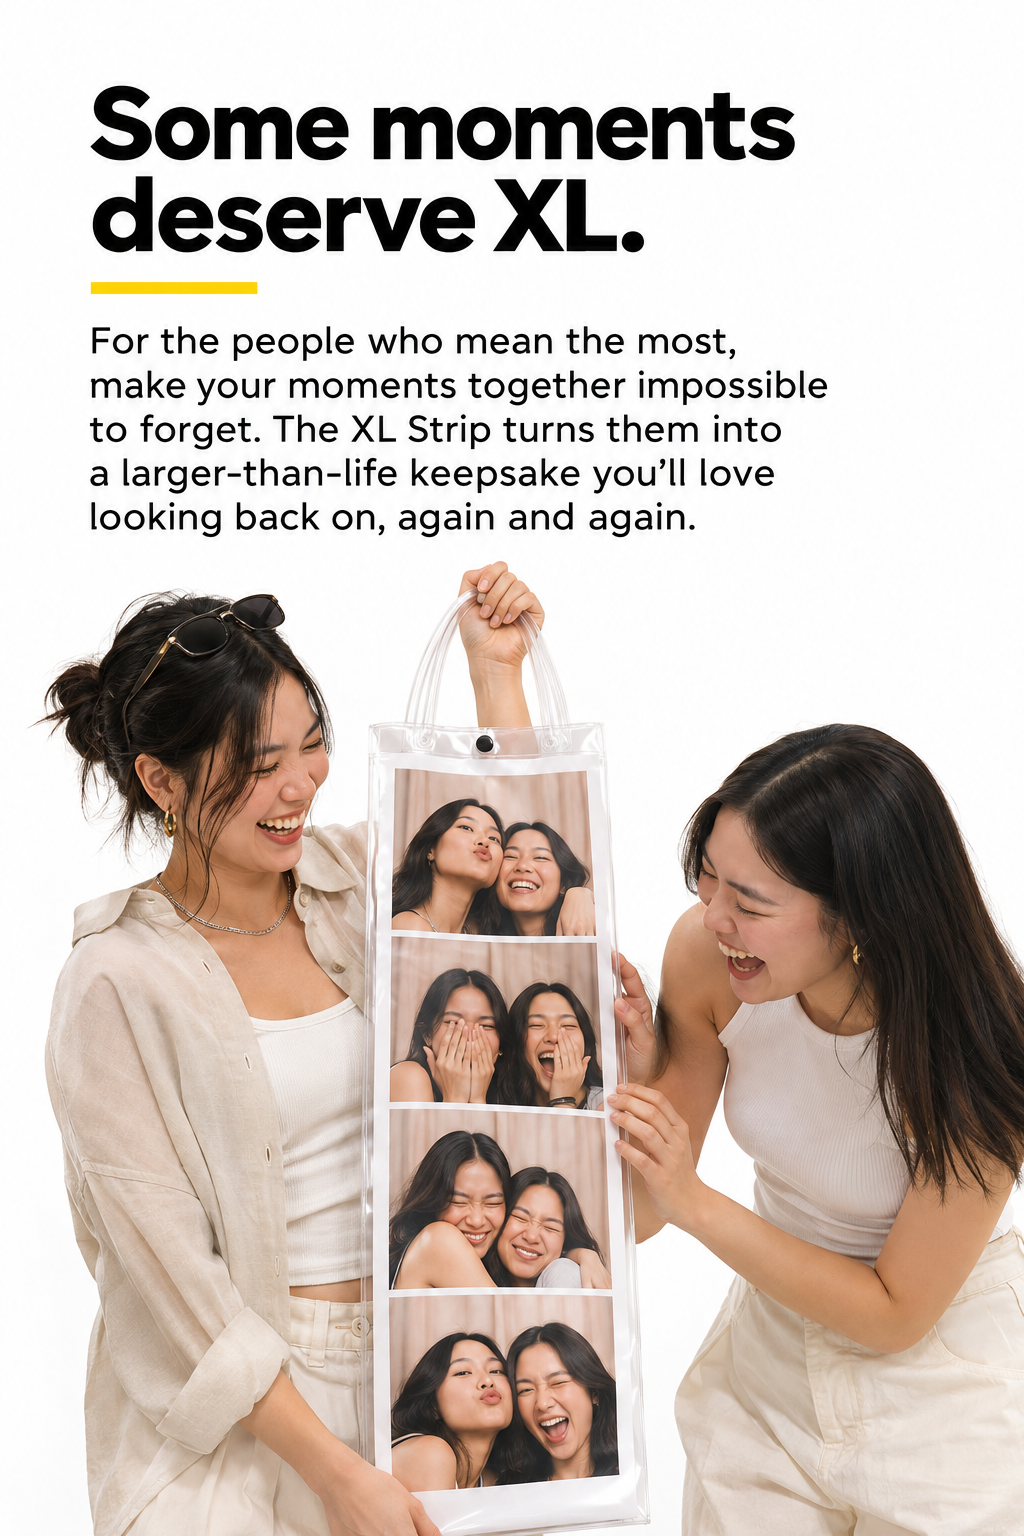 Some moments
deserve XL.
For the people who mean the most,
make your moments together impossible
to forget. The XL Strip turns them into
a larger-than-life keepsake you’ll love
looking back on, again and again.